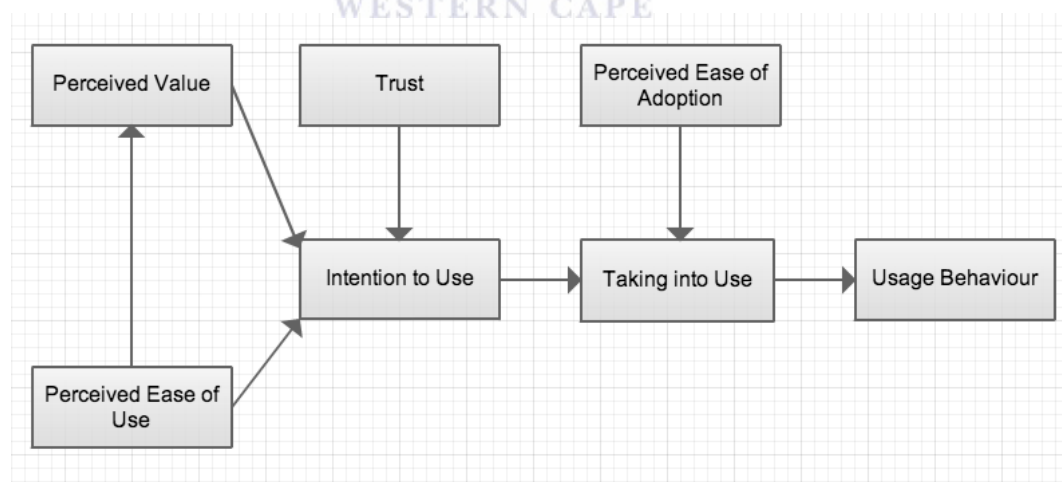 WESTERN CAPE
Perceived Value
Trust
Perceived Ease of
Adoption
Intention to Use
Taking into Use
Usage Behaviour
Perceived Ease of
Use